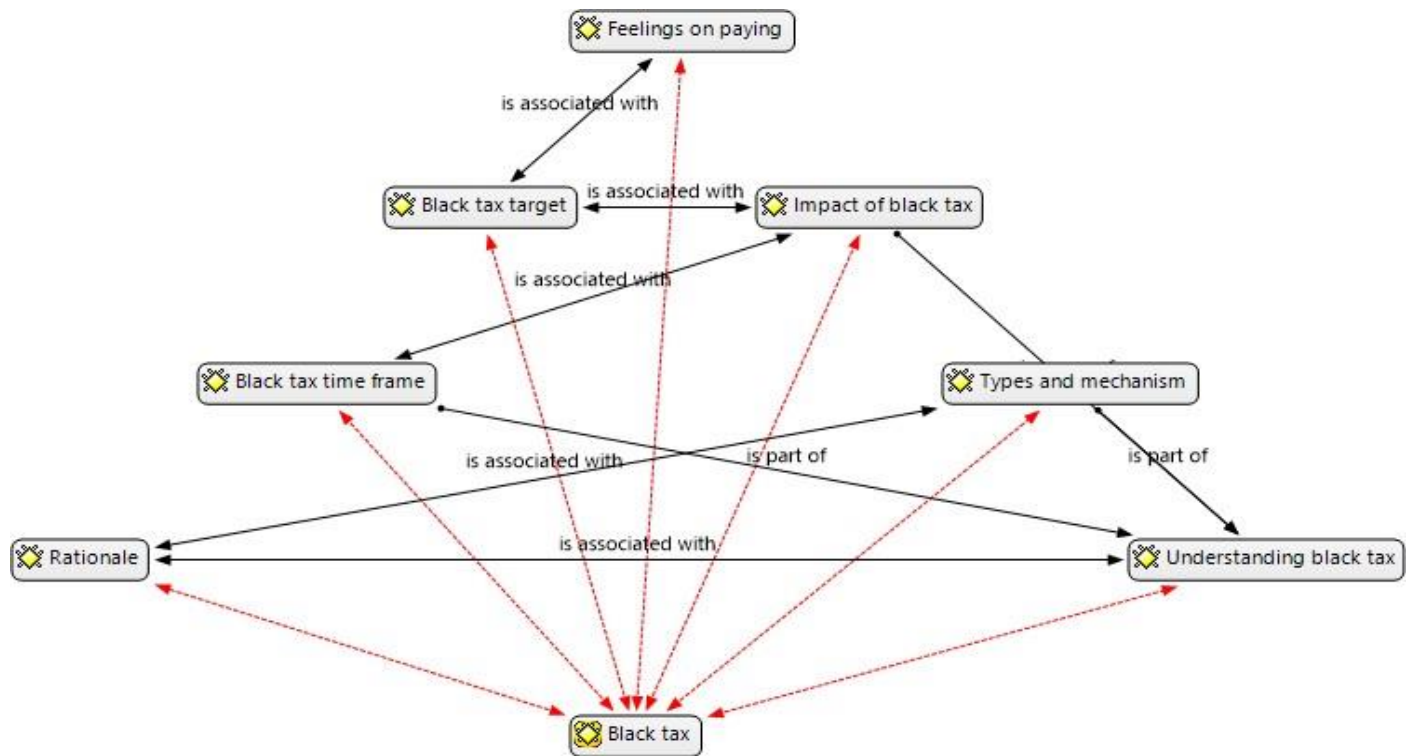 Feelings on paying
is associated with
Black tax target
is associated with
Impact of black tax
is associated with
Black tax time frame
Types and mechanism
is associated with
is part of
is part of
Rationale
is associated with
Understanding black tax
Black tax